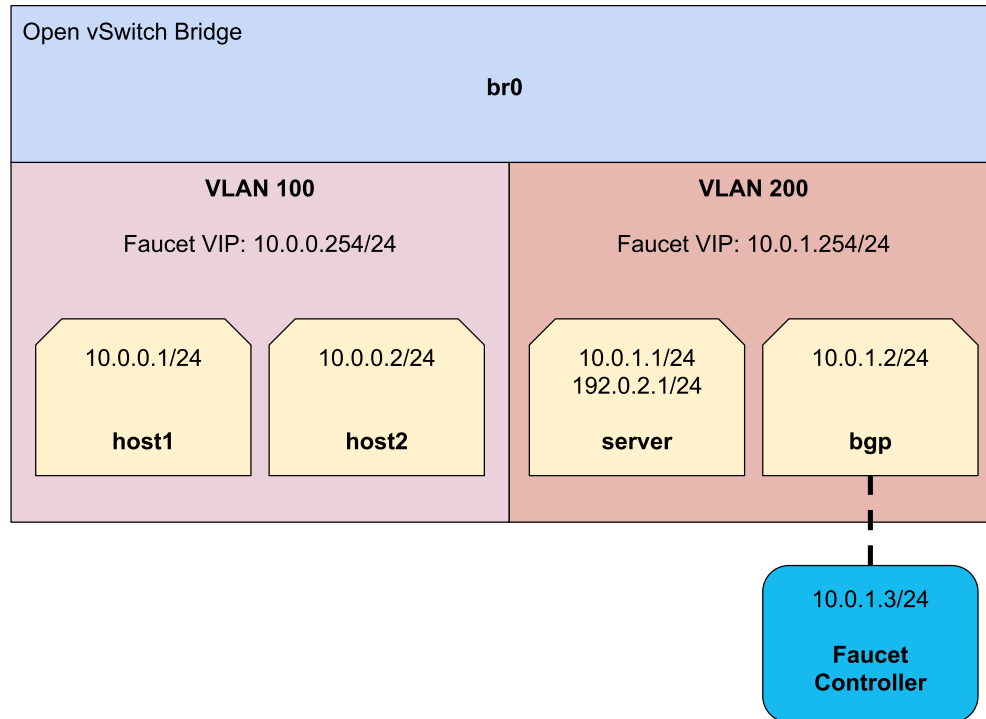 Open vSwitch Bridge
br0
VLAN 100
Faucet VIP: 10.0.0.254/24
10.0.0.1/24
host1
10.0.0.2/24
host2
VLAN 200
Faucet VIP: 10.0.1.254/24
10.0.1.1/24
192.0.2.1/24
server
10.0.1.2/24
bgp
10.0.1.3/24
Faucet
Controller